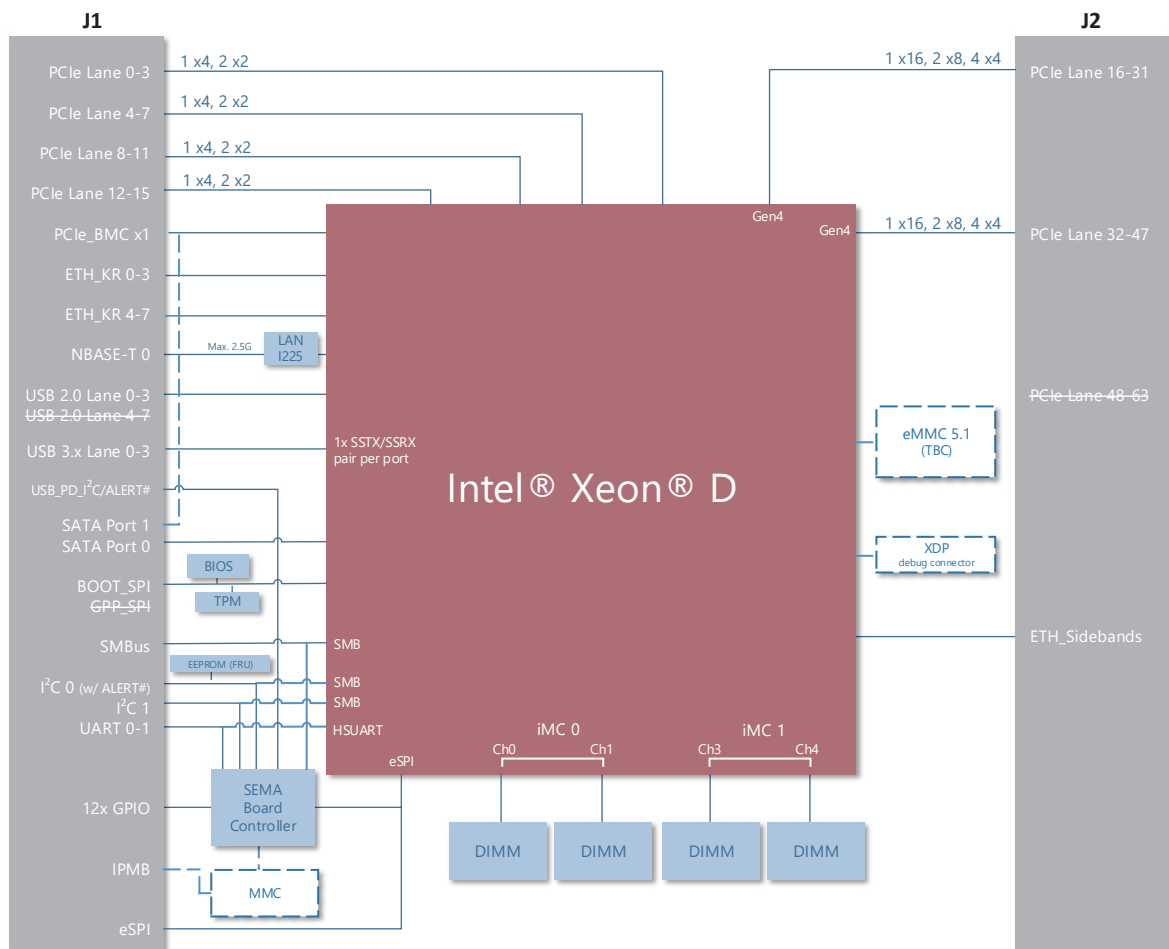 J1
J2
PCIe Lane 0-3
1 x4, 2 x2
1 x16, 2 x8, 4 x4
PCIe Lane 16-31
PCIe Lane 4-7
1 x4, 2 x2
PCIe Lane 8-11
1 x4, 2 x2
PCIe Lane 12-15
1 x4, 2 x2
Gen4
Gen4
1 x16, 2 x8, 4 x4
PCIe Lane 32-47
PCIe_BMC x1
ETH_KR 0-3
ETH_KR 4-7
NBASE-T 0
Max. 2.5G
LAN
I225
USB 2.0 Lane 0-3
USB 2.0 Lane 4-7
PCIe Lane 48-63
USB 3.x Lane 0-3
1x SSTX/SSRX
pair per port
eMMC 5.1
(TBC)
Intel® Xeon® D
USB_PD_I²C/ALERT#
SATA Port 1
SATA Port 0
XDP
debug connector
BIOS
BOOT_SPI
TPM
GPP_SPI
SMBus
SMB
ETH_Sidebands
EEPROM (FRU)
I²C 0 (w/ ALERT#)
SMB
I²C 1
SMB
UART 0-1
HSUART
iMC 0
iMC 1
Ch0
Ch1
Ch3
Ch4
eSPI
SEMA
Board
Controller
12x GPIO
DIMM
DIMM
DIMM
DIMM
IPMB
MMC
eSPI